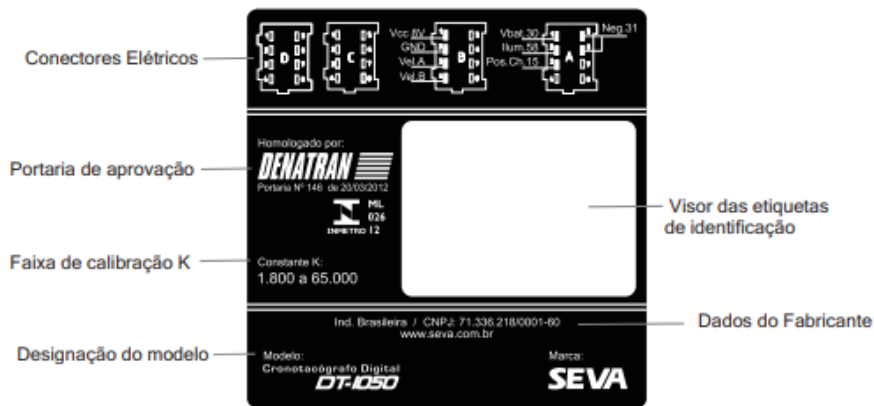 Conectores Elétricos
D
C
Vcc.8V
GND
Vel.A
Vel.B
B
Vbat.30
Ilum.58
Pos.Ch.15
A
Neg.31
Portaria de aprovação
Homologado por:
DENATRAN
Portaria Nº 146 de 20/03/2012
INMETRO
ML
026
12
Visor das etiquetas
de identificação
Faixa de calibração K
Constante K:
1.800 a 65.000
Ind. Brasileira / CNPJ: 71.336.218/0001-60
www.seva.com.br
Dados do Fabricante
Designação do modelo
Modelo:
Cronotacógrafo Digital
DT-1050
Marca:
SEVA